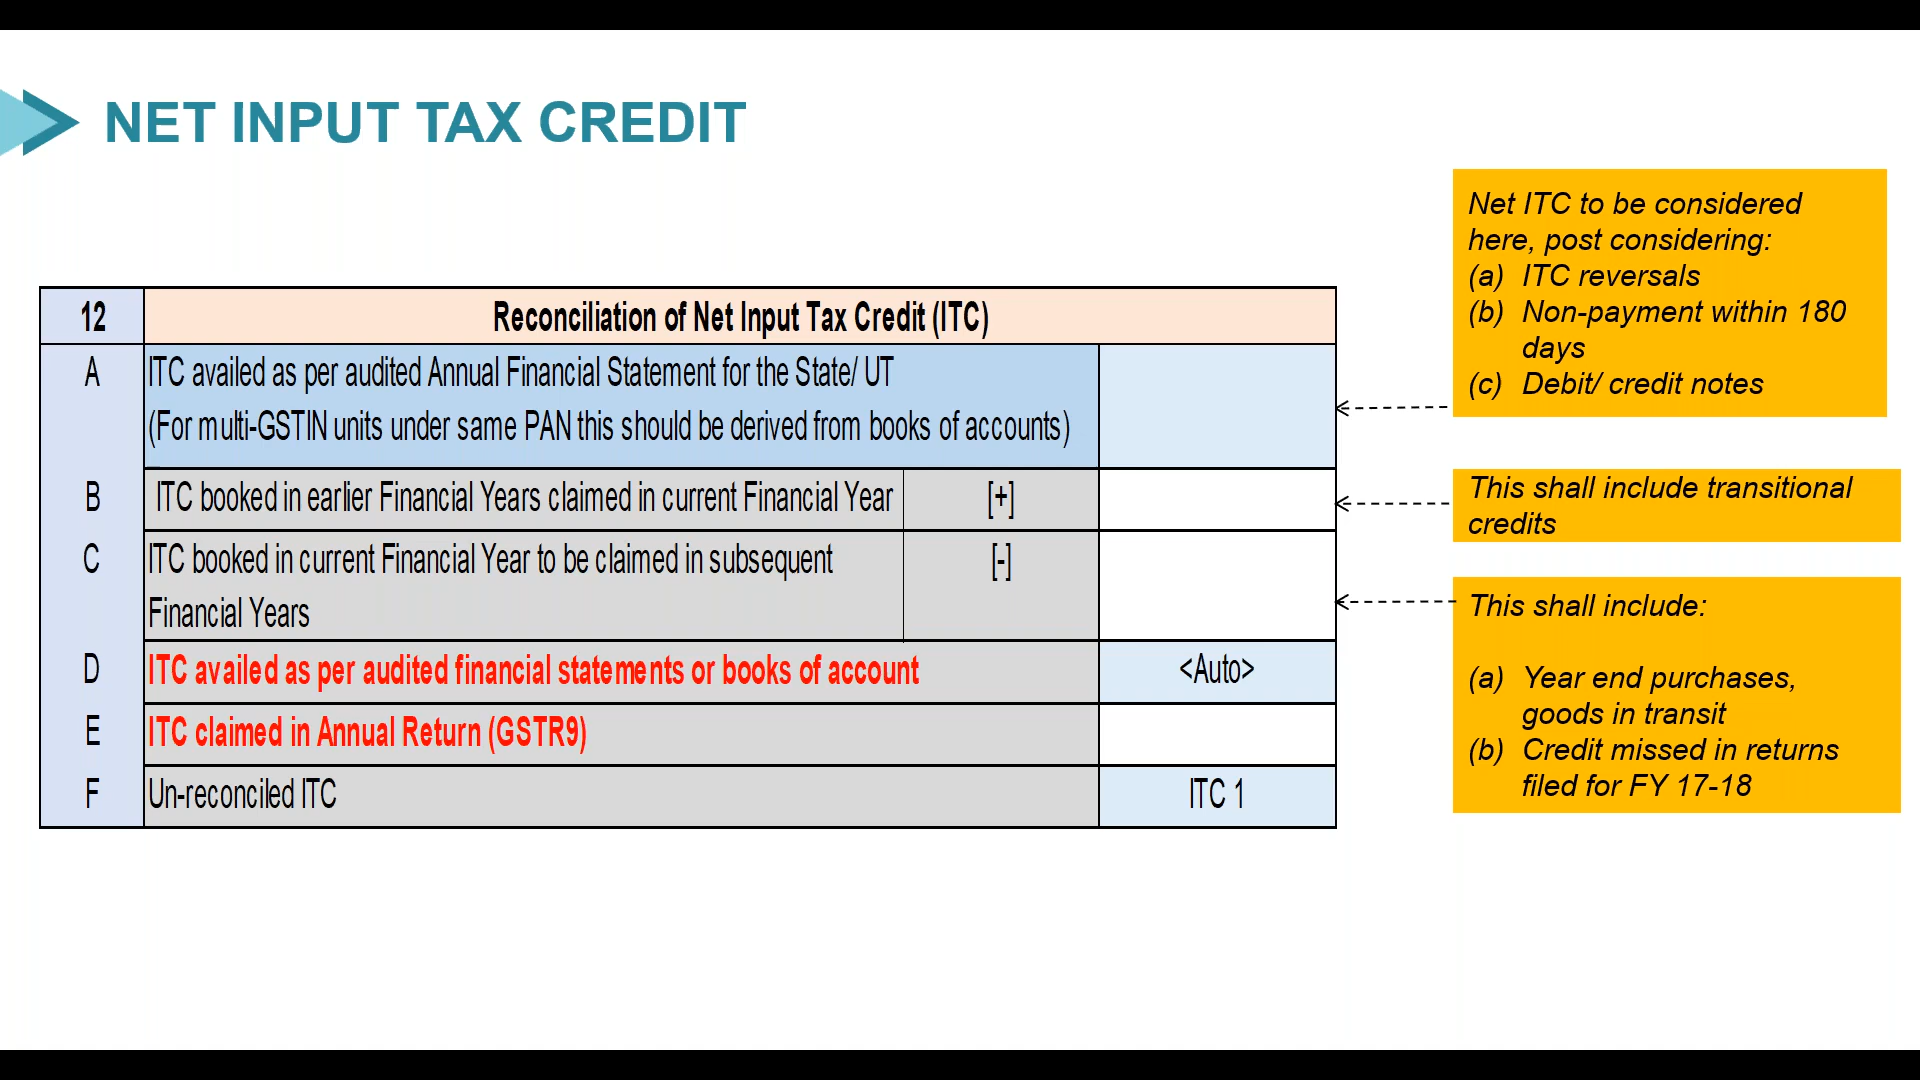 NET INPUT TAX CREDIT
Net ITC to be considered
here, post considering:
(a) ITC reversals
(b) Non-payment within 180
days
(c) Debit/ credit notes
12 Reconciliation of Net Input Tax Credit (ITC)
A ITC availed as per audited Annual Financial Statement for the State/ UT
(For multi-GSTIN units under same PAN this should be derived from books of accounts)
B ITC booked in earlier Financial Years claimed in current Financial Year [+]
This shall include transitional
credits
C ITC booked in current Financial Year to be claimed in subsequent [-]
Financial Years
D ITC availed as per audited financial statements or books of account <Auto>
E ITC claimed in Annual Return (GSTR9)
F Un-reconciled ITC ITC 1
This shall include:
(a) Year end purchases,
goods in transit
(b) Credit missed in returns
filed for FY 17-18